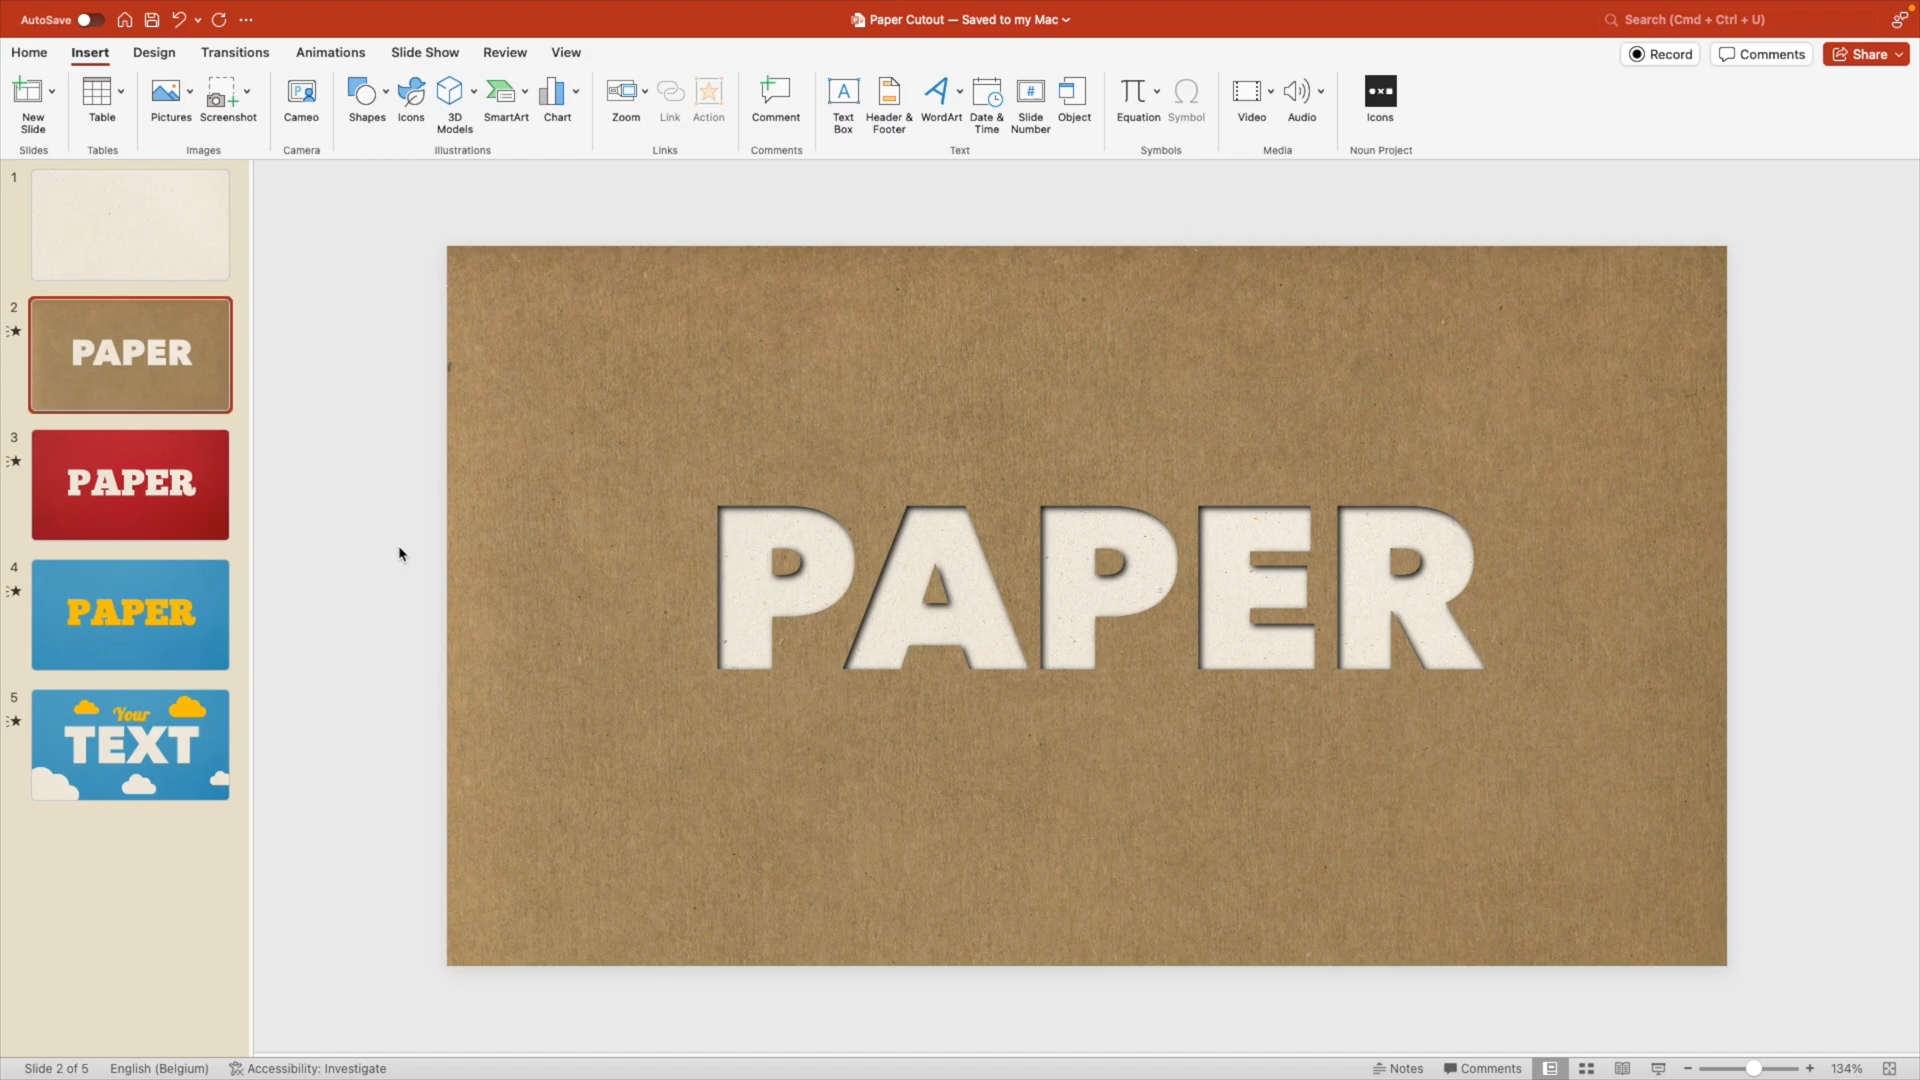 AutoSave
Paper Cutout — Saved to my Mac
Search (Cmd + Ctrl + U)
Home Insert Design Transitions Animations Slide Show Review View
Record Comments Share
New Slide
Table
Pictures
Screenshot
Cameo
Shapes
Icons
3D Models
SmartArt
Chart
Zoom
Link
Action
Comment
Text Box
Header & Footer
WordArt
Date & Time
Slide Number
Object
Equation
Symbol
Video
Audio
Icons
Slides Tables Images Camera Illustrations Links Comments Text Symbols Media Noun Project
1
2
PAPER
3
PAPER
4
PAPER
5
Your
TEXT
PAPER
Slide 2 of 5 English (Belgium) Accessibility: Investigate
Notes Comments 134%